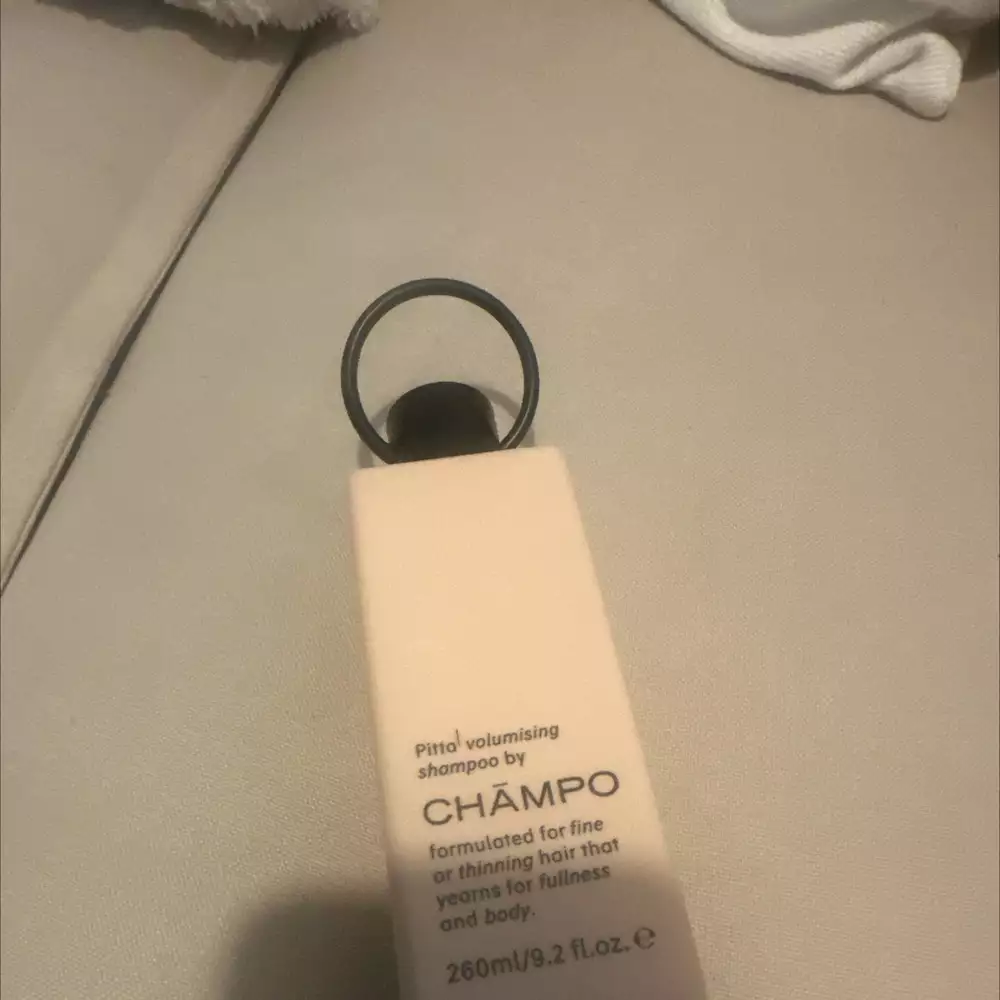 Pitta volumising
shampoo by
CHĀMPO
formulated for fine
or thinning hair that
yearns for fullness
and body.
260ml/9.2 fl.oz. ℮